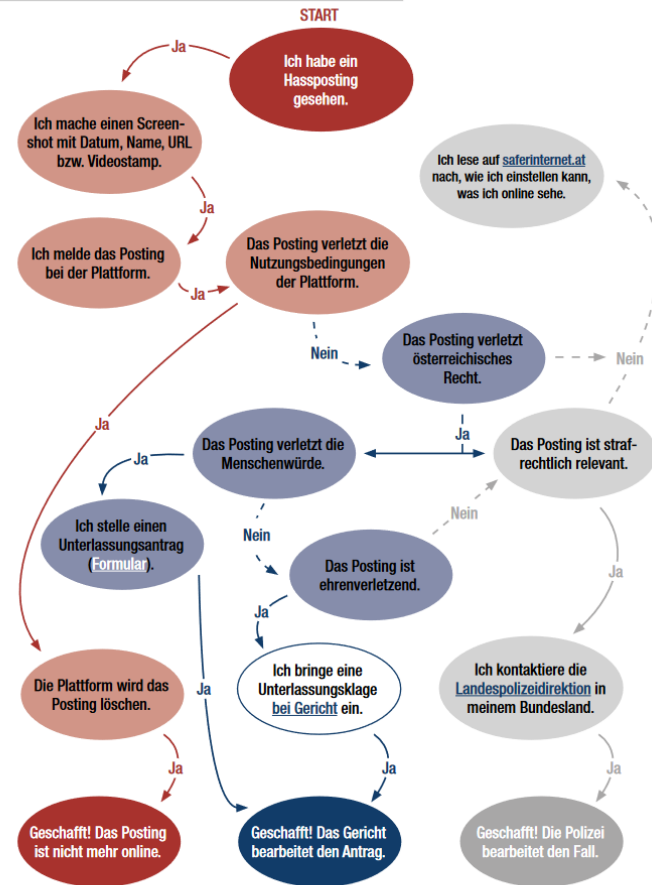 START
Ja
Ich habe ein
Hassposting
gesehen.
Ich mache einen Screen-
shot mit Datum, Name, URL
bzw. Videostamp.
Ich lese auf saferinternet.at
nach, wie ich einstellen kann,
was ich online sehe.
Ja
Ich melde das Posting
bei der Plattform.
Ja
Das Posting verletzt die
Nutzungsbedingungen
der Plattform.
Nein
Das Posting verletzt
österreichisches
Recht.
Nein
Ja
Ja
Das Posting verletzt die
Menschenwürde.
Das Posting ist straf-
rechtlich relevant.
Ja
Ich stelle einen
Unterlassungsantrag
(Formular).
Nein
Nein
Das Posting ist
ehrenverletzend.
Ja
Ja
Die Plattform wird das
Posting löschen.
Ja
Ich bringe eine
Unterlassungsklage
bei Gericht ein.
Ich kontaktiere die
Landespolizeidirektion in
meinem Bundesland.
Ja
Ja
Ja
Geschafft! Das Posting
ist nicht mehr online.
Geschafft! Das Gericht
bearbeitet den Antrag.
Geschafft! Die Polizei
bearbeitet den Fall.